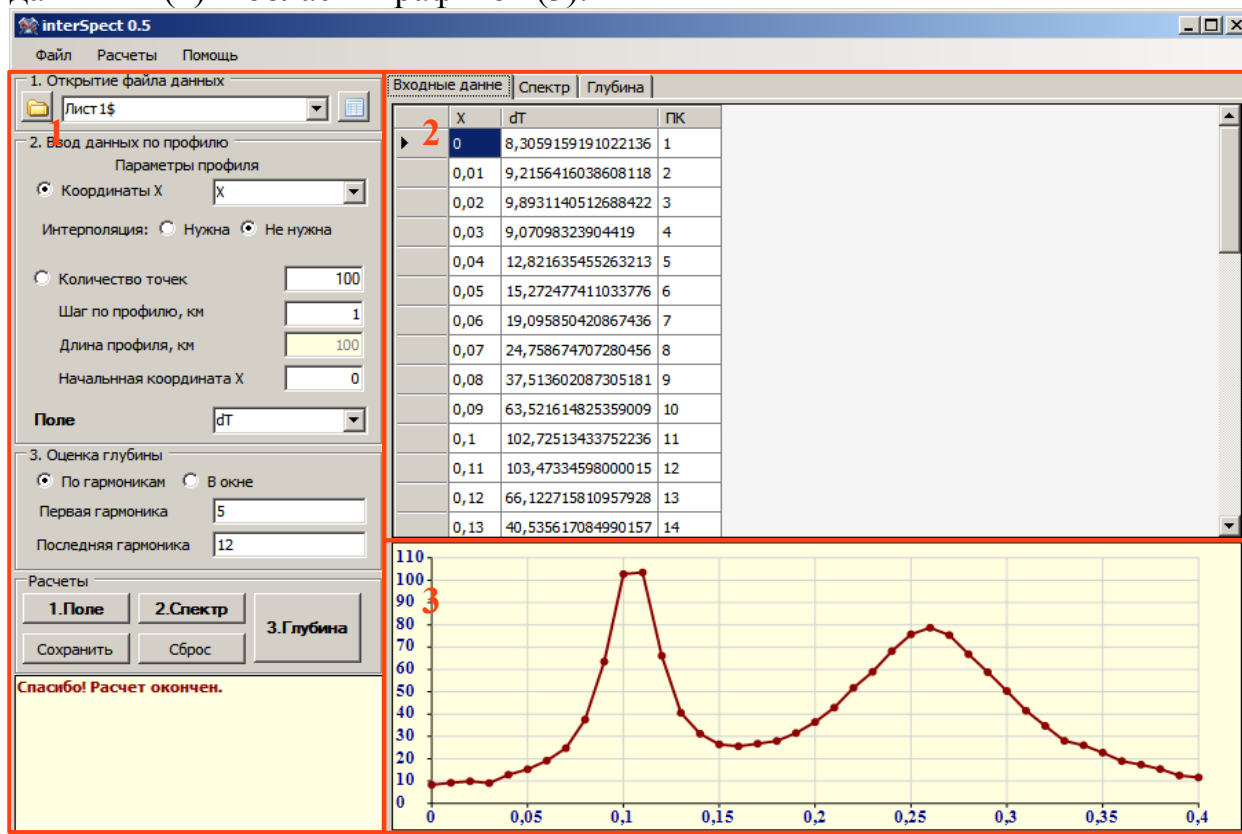 interSpect 0.5
Файл Расчеты Помощь
1. Открытие файла данных
Лист1$
1
2. Ввод данных по профилю
Параметры профиля
Координаты X X
Интерполяция: Нужна Не нужна
Количество точек 100
Шаг по профилю, км 1
Длина профиля, км 100
Начальнная координата X 0
Поле dT
3. Оценка глубины
По гармоникам В окне
Первая гармоника 5
Последняя гармоника 12
Расчеты
1.Поле 2.Спектр 3.Глубина
Сохранить Сброс
Спасибо! Расчет окончен.
Входные данне Спектр Глубина
2
X dT ПК
0 8,3059159191022136 1
0,01 9,2156416038608118 2
0,02 9,8931140512688422 3
0,03 9,07098323904419 4
0,04 12,821635455263213 5
0,05 15,272477411033776 6
0,06 19,095850420867436 7
0,07 24,758674707280456 8
0,08 37,513602087305181 9
0,09 63,521614825359009 10
0,1 102,72513433752236 11
0,11 103,47334598000015 12
0,12 66,122715810957928 13
0,13 40,535617084990157 14
3
110
100
90
80
70
60
50
40
30
20
10
0
0 0,05 0,1 0,15 0,2 0,25 0,3 0,35 0,4